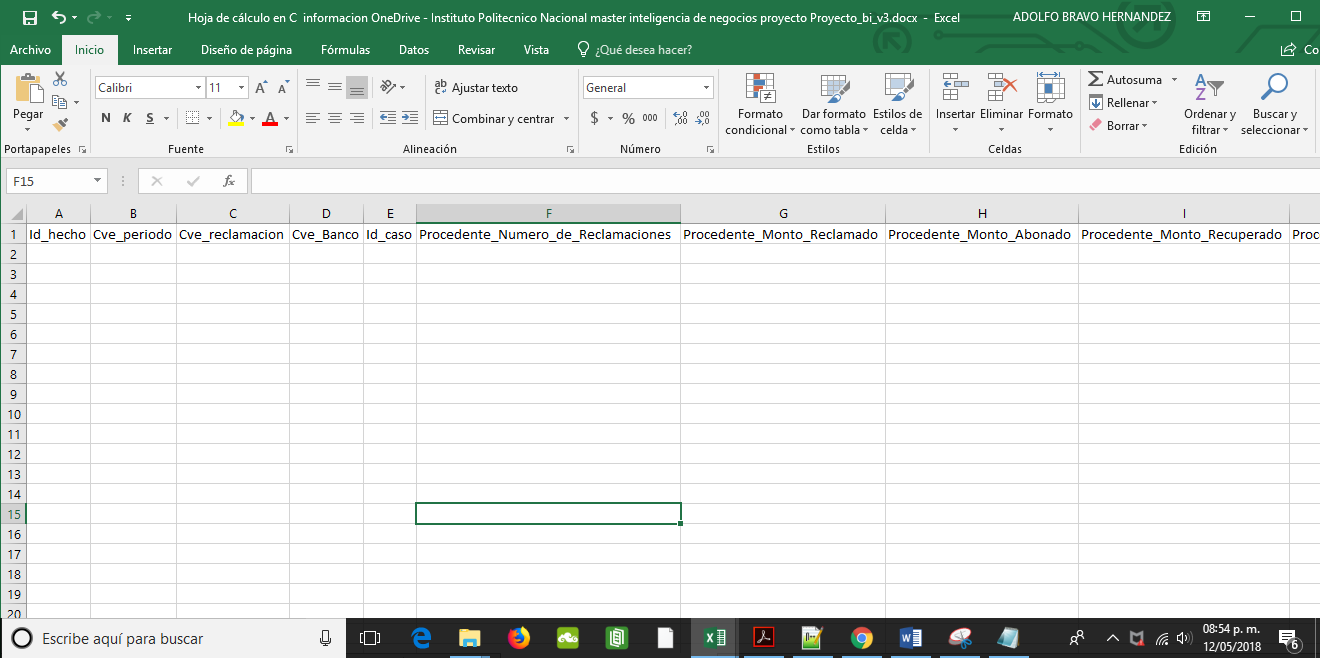 Hoja de cálculo en C  informacion OneDrive - Instituto Politecnico Nacional master inteligencia de negocios proyecto Proyecto_bi_v3.docx  -  Excel
ADOLFO BRAVO HERNANDEZ
Archivo Inicio Insertar Diseño de página Fórmulas Datos Revisar Vista ¿Qué desea hacer? Co
Pegar
Portapapeles
Calibri 11
N K S A
Fuente
Ajustar texto
Combinar y centrar
Alineación
General
$ % 000
Número
Formato condicional
Dar formato como tabla
Estilos de celda
Estilos
Insertar Eliminar Formato
Celdas
Autosuma
Rellenar
Borrar
Ordenar y filtrar
Buscar y seleccionar
Edición
F15 fx
A B C D E F G H I
1 Id_hecho Cve_periodo Cve_reclamacion Cve_Banco Id_caso Procedente_Numero_de_Reclamaciones Procedente_Monto_Reclamado Procedente_Monto_Abonado Procedente_Monto_Recuperado Proc
2
3
4
5
6
7
8
9
10
11
12
13
14
15
16
17
18
19
20
Escribe aquí para buscar
08:54 p. m.
12/05/2018
6